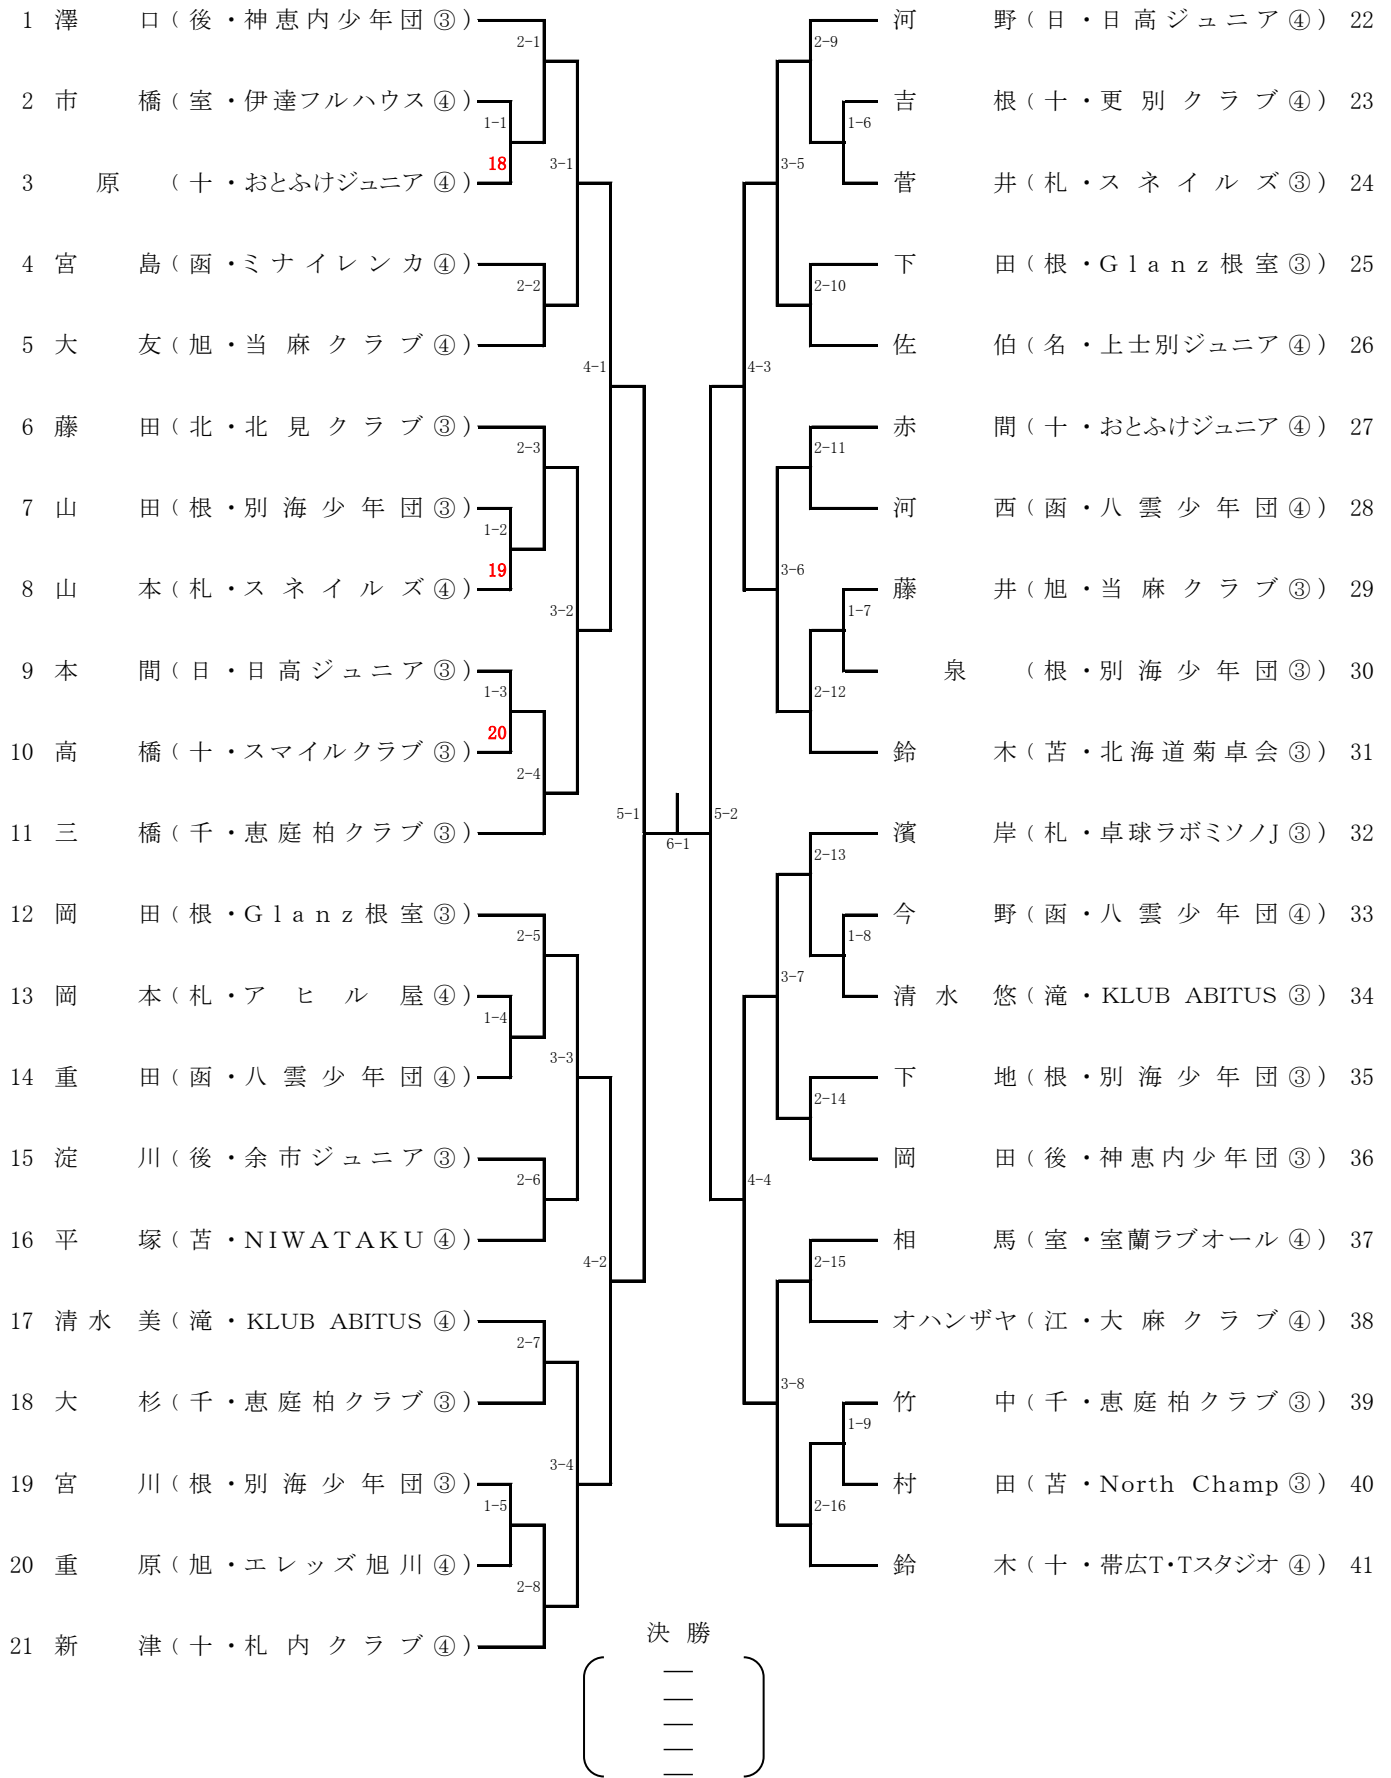 1 澤 口 ( 後 ・ 神恵内少年団 ③ )
2-1
2 市 橋 ( 室 ・ 伊達フルハウス ④ )
1-1
18
3 原 ( 十 ・ おとふけジュニア ④ )
3-1
4 宮 島 ( 函 ・ ミナイレンカ ④ )
2-2
5 大 友 ( 旭 ・ 当麻クラブ ④ )
4-1
6 藤 田 ( 北 ・ 北見クラブ ③ )
2-3
7 山 田 ( 根 ・ 別海少年団 ③ )
1-2
19
8 山 本 ( 札 ・ スネイルズ ④ )
3-2
9 本 間 ( 日 ・ 日高ジュニア ③ )
1-3
20
10 高 橋 ( 十 ・ スマイルクラブ ③ )
2-4
11 三 橋 ( 千 ・ 恵庭柏クラブ ③ )
5-1
12 岡 田 ( 根 ・ Glanz根室 ③ )
2-5
13 岡 本 ( 札 ・ アヒル屋 ④ )
1-4
3-3
14 重 田 ( 函 ・ 八雲少年団 ④ )
15 淀 川 ( 後 ・ 余市ジュニア ③ )
2-6
16 平 塚 ( 苫 ・ NIWATAKU ④ )
4-2
17 清水 美 ( 滝 ・ KLUB ABITUS ④ )
2-7
18 大 杉 ( 千 ・ 恵庭柏クラブ ③ )
3-4
19 宮 川 ( 根 ・ 別海少年団 ③ )
1-5
20 重 原 ( 旭 ・ エレッズ旭川 ④ )
2-8
21 新 津 ( 十 ・ 札内クラブ ④ )
6-1
河 野 ( 日 ・ 日高ジュニア ④ ) 22
2-9
吉 根 ( 十 ・ 更別クラブ ④ ) 23
1-6
3-5
菅 井 ( 札 ・ スネイルズ ③ ) 24
下 田 ( 根 ・ Glanz根室 ③ ) 25
2-10
佐 伯 ( 名 ・ 上士別ジュニア ④ ) 26
4-3
赤 間 ( 十 ・ おとふけジュニア ④ ) 27
2-11
河 西 ( 函 ・ 八雲少年団 ④ ) 28
3-6
藤 井 ( 旭 ・ 当麻クラブ ③ ) 29
1-7
泉 ( 根 ・ 別海少年団 ③ ) 30
2-12
鈴 木 ( 苫 ・ 北海道菊卓会 ③ ) 31
5-2
濱 岸 ( 札 ・ 卓球ラボミソノJ ③ ) 32
2-13
今 野 ( 函 ・ 八雲少年団 ④ ) 33
1-8
3-7
清水 悠 ( 滝 ・ KLUB ABITUS ③ ) 34
下 地 ( 根 ・ 別海少年団 ③ ) 35
2-14
岡 田 ( 後 ・ 神恵内少年団 ③ ) 36
4-4
相 馬 ( 室 ・ 室蘭ラブオール ④ ) 37
2-15
オハンザヤ ( 江 ・ 大麻クラブ ④ ) 38
3-8
竹 中 ( 千 ・ 恵庭柏クラブ ③ ) 39
1-9
村 田 ( 苫 ・ North Champ ③ ) 40
2-16
鈴 木 ( 十 ・ 帯広T・Tスタジオ ④ ) 41
決 勝
―
―
―
―
―